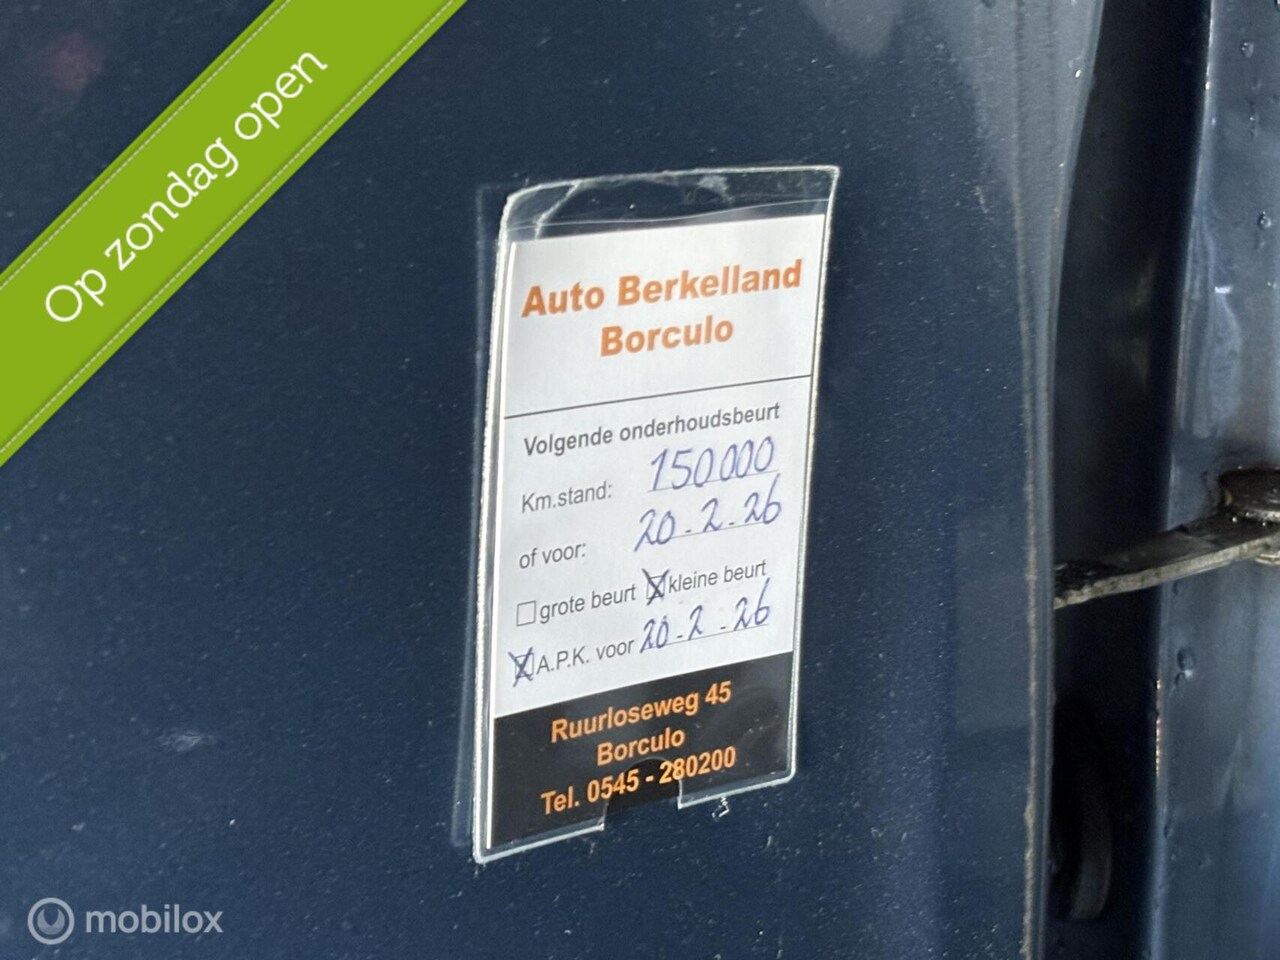 Op zondag open
Auto Berkelland
Borculo
Volgende onderhoudsbeurt
Km.stand: 150000
of voor: 20-2-26
grote beurt kleine beurt
A.P.K. voor 20-2-26
Ruurloseweg 45
Borculo
Tel. 0545 - 280200
mobilox